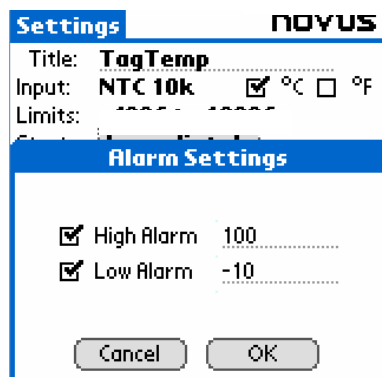 Settings novus
Title: TagTemp
Input: NTC 10k °C °F
Limits:
Alarm Settings
High Alarm 100
Low Alarm -10
Cancel OK